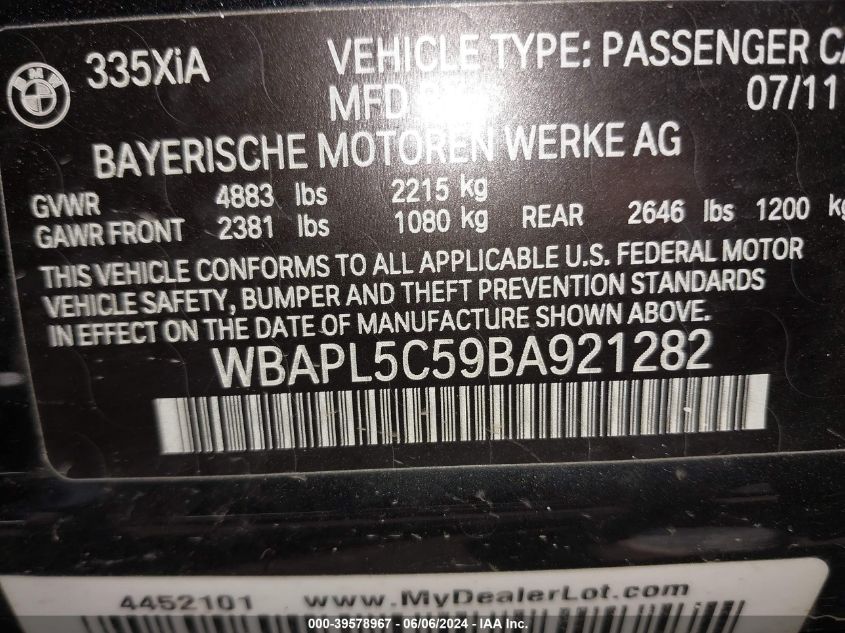 BMW
335XiA
VEHICLE TYPE: PASSENGER
MFD
07/11
BAYERISCHE MOTOREN WERKE AG
GVWR 4883 lbs 2215 kg
GAWR FRONT 2381 lbs 1080 kg REAR 2646 lbs 1200 kg
THIS VEHICLE CONFORMS TO ALL APPLICABLE U.S. FEDERAL MOTOR
VEHICLE SAFETY, BUMPER AND THEFT PREVENTION STANDARDS
IN EFFECT ON THE DATE OF MANUFACTURE SHOWN ABOVE.
WBAPL5C59BA921282
4452101 www.MyDealerLot.com
000-39578967 - 06/06/2024 - IAA Inc.